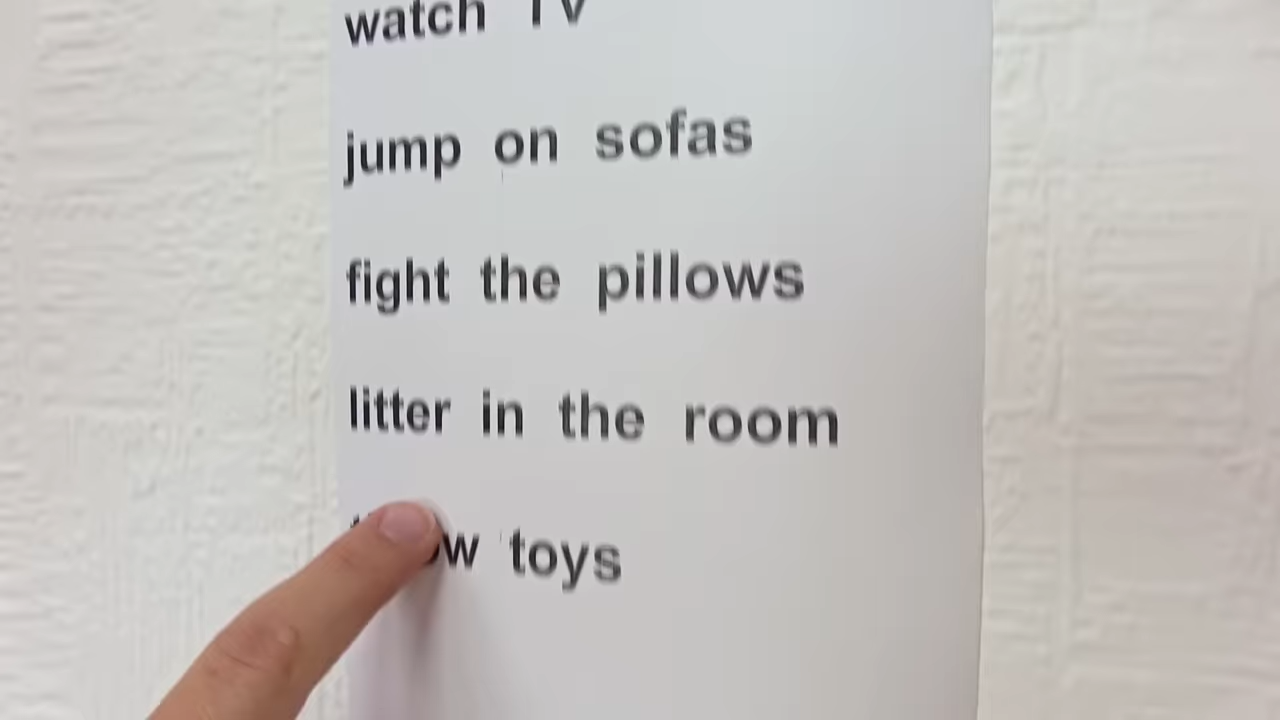 watch TV
jump on sofas
fight the pillows
litter in the room
toys